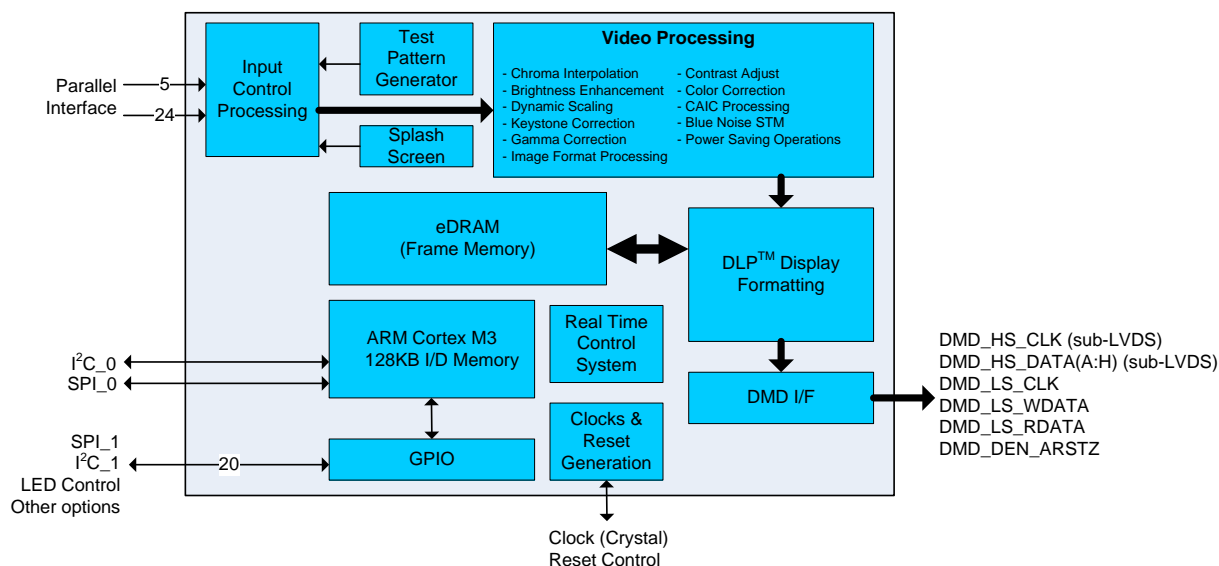 Parallel
Interface
5
24
Input
Control
Processing
Test
Pattern
Generator
Splash
Screen
Video Processing
- Chroma Interpolation
- Brightness Enhancement
- Dynamic Scaling
- Keystone Correction
- Gamma Correction
- Image Format Processing
- Contrast Adjust
- Color Correction
- CAIC Processing
- Blue Noise STM
- Power Saving Operations
eDRAM
(Frame Memory)
DLP™ Display
Formatting
I²C_0
SPI_0
ARM Cortex M3
128KB I/D Memory
Real Time
Control
System
DMD I/F
DMD_HS_CLK (sub-LVDS)
DMD_HS_DATA(A:H) (sub-LVDS)
DMD_LS_CLK
DMD_LS_WDATA
DMD_LS_RDATA
DMD_DEN_ARSTZ
SPI_1
I²C_1
LED Control
Other options
20
GPIO
Clocks &
Reset
Generation
Clock (Crystal)
Reset Control